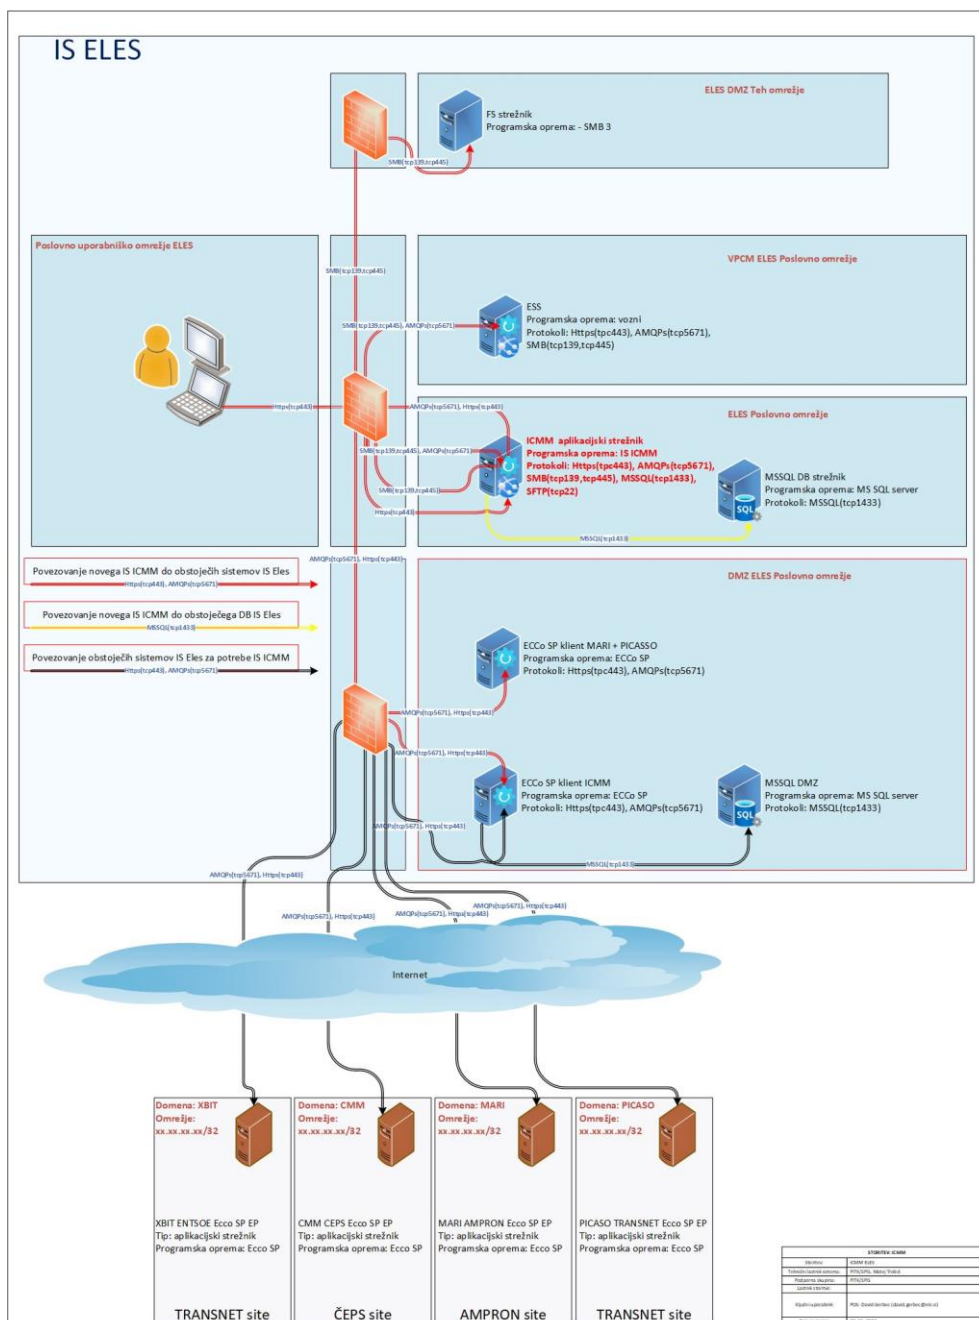 IS ELES
ELES DMZ Teh omrežje
FS strežnik
Programska oprema: - SMB 3
SMB(tcp139,tcp445)
Poslovno uporabniško omrežje ELES
SMB(tcp139,tcp445)
VPCM ELES Poslovno omrežje
ESS
Programska oprema: vozni
Protokoli: Https(tpc443), AMQPs(tcp5671),
SMB(tcp139,tcp445)
SMB(tcp139,tcp445), AMQPs(tcp5671)
Https(tcp443)
AMQPs(tcp5671), Https(tcp443)
SMB(tcp139,tcp445), AMQPs(tcp5671)
SMB(tcp139,tcp445)
Https(tcp443)
ELES Poslovno omrežje
ICMM aplikacijski strežnik
Programska oprema: IS ICMM
Protokoli: Https(tpc443), AMQPs(tcp5671),
SMB(tcp139,tcp445), MSSQL(tcp1433),
SFTP(tcp22)
MSSQL DB strežnik
Programska oprema: MS SQL server
Protokoli: MSSQL(tcp1433)
SQL
MSSQL(tcp1433)
AMQPs(tcp5671), Https(tcp443)
Povezovanje novega IS ICMM do obstoječih sistemov IS Eles
Https(tcp443), AMQPs(tcp5671)
Povezovanje novega IS ICMM do obstoječega DB IS Eles
MSSQL(tcp1433)
Povezovanje obstoječih sistemov IS Eles za potrebe IS ICMM
Https(tcp443), AMQPs(tcp5671)
DMZ ELES Poslovno omrežje
ECCo SP klient MARI + PICASSO
Programska oprema: ECCo SP
Protokoli: Https(tpc443), AMQPs(tcp5671)
AMQPs(tcp5671), Https(tcp443)
AMQPs(tcp5671), Https(tcp443)
ECCo SP klient ICMM
Programska oprema: ECCo SP
Protokoli: Https(tpc443), AMQPs(tcp5671)
MSSQL DMZ
Programska oprema: MS SQL server
Protokoli: MSSQL(tcp1433)
SQL
AMQPs(tcp5671), Https(tcp443)
MSSQL(tcp1433)
AMQPs(tcp5671), Https(tcp443)
AMQPs(tcp5671), Https(tcp443)
AMQPs(tcp5671), Https(tcp443)
AMQPs(tcp5671), Https(tcp443)
Internet
Domena: XBIT
Omrežje:
xx.xx.xx.xx/32
XBIT ENTSOE Ecco SP EP
Tip: aplikacijski strežnik
Programska oprema: Ecco SP
TRANSNET site
Domena: CMM
Omrežje:
xx.xx.xx.xx/32
CMM CEPS Ecco SP EP
Tip: aplikacijski strežnik
Programska oprema: Ecco SP
ČEPS site
Domena: MARI
Omrežje:
xx.xx.xx.xx/32
MARI AMPRON Ecco SP EP
Tip: aplikacijski strežnik
Programska oprema: Ecco SP
AMPRON site
Domena: PICASO
Omrežje:
xx.xx.xx.xx/32
PICASO TRANSNET Ecco SP EP
Tip: aplikacijski strežnik
Programska oprema: Ecco SP
TRANSNET site
STORITEV: ICMM
ICMM ELES